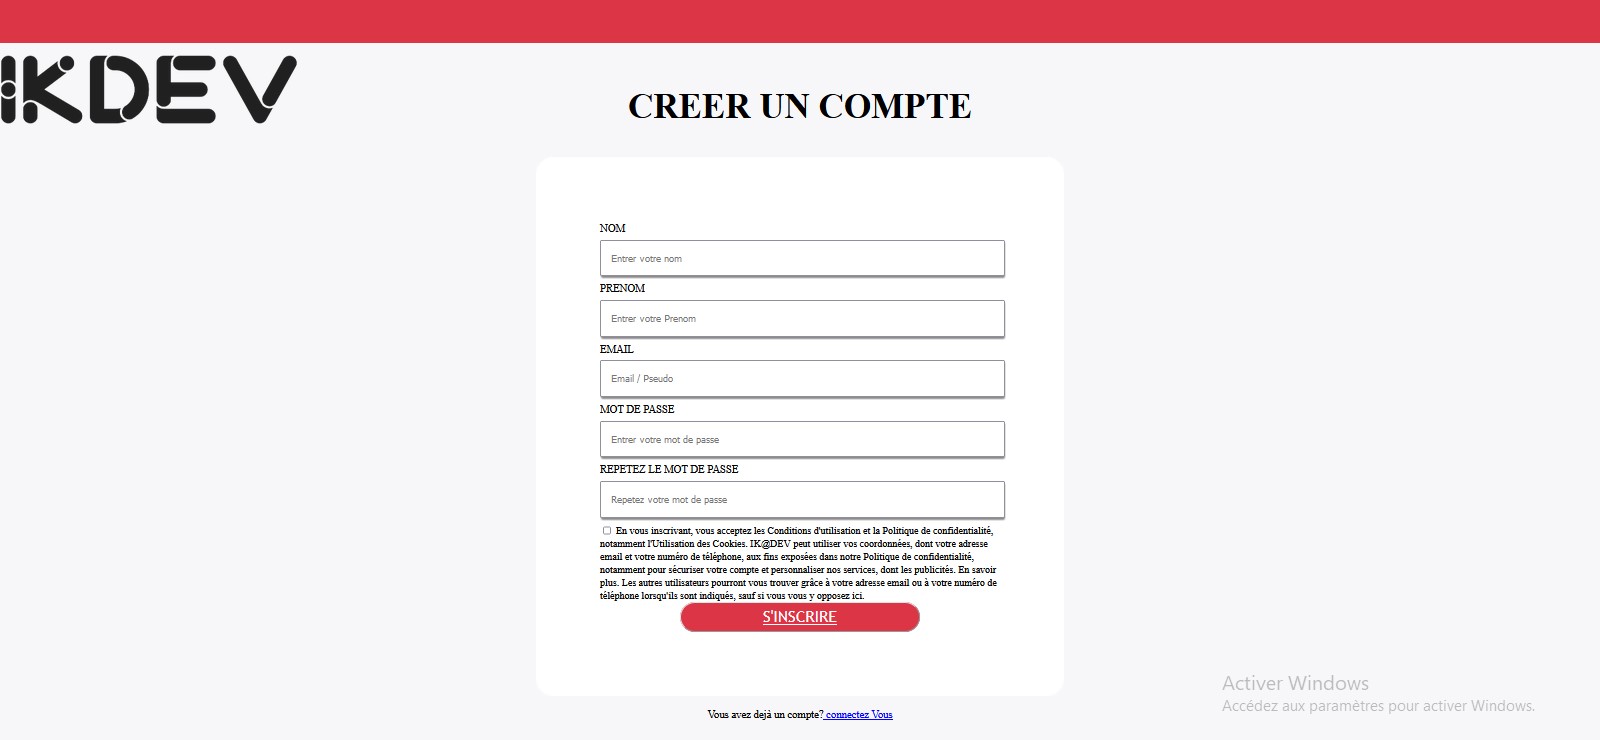 IKDEV
CREER UN COMPTE
NOM
Entrer votre nom
PRENOM
Entrer votre Prenom
EMAIL
Email / Pseudo
MOT DE PASSE
Entrer votre mot de passe
REPETEZ LE MOT DE PASSE
Repetez votre mot de passe
En vous inscrivant, vous acceptez les Conditions d'utilisation et la Politique de confidentialité,
notamment l'Utilisation des Cookies. IK@DEV peut utiliser vos coordonnées, dont votre adresse
email et votre numéro de téléphone, aux fins exposées dans notre Politique de confidentialité,
notamment pour sécuriser votre compte et personnaliser nos services, dont les publicités. En savoir
plus. Les autres utilisateurs pourront vous trouver grâce à votre adresse email ou à votre numéro de
téléphone lorsqu'ils sont indiqués, sauf si vous vous y opposez ici.
S'INSCRIRE
Activer Windows
Accédez aux paramètres pour activer Windows.
Vous avez dejà un compte? connectez Vous